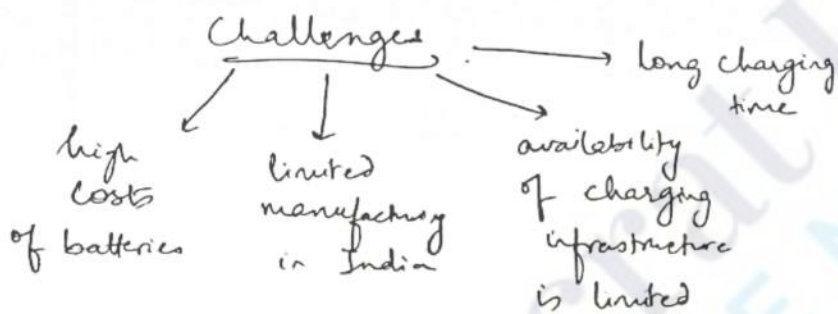 Challenges
long charging
time
high
costs
of batteries
limited
manufacturing
in India
availability
of charging
infrastructure
is limited